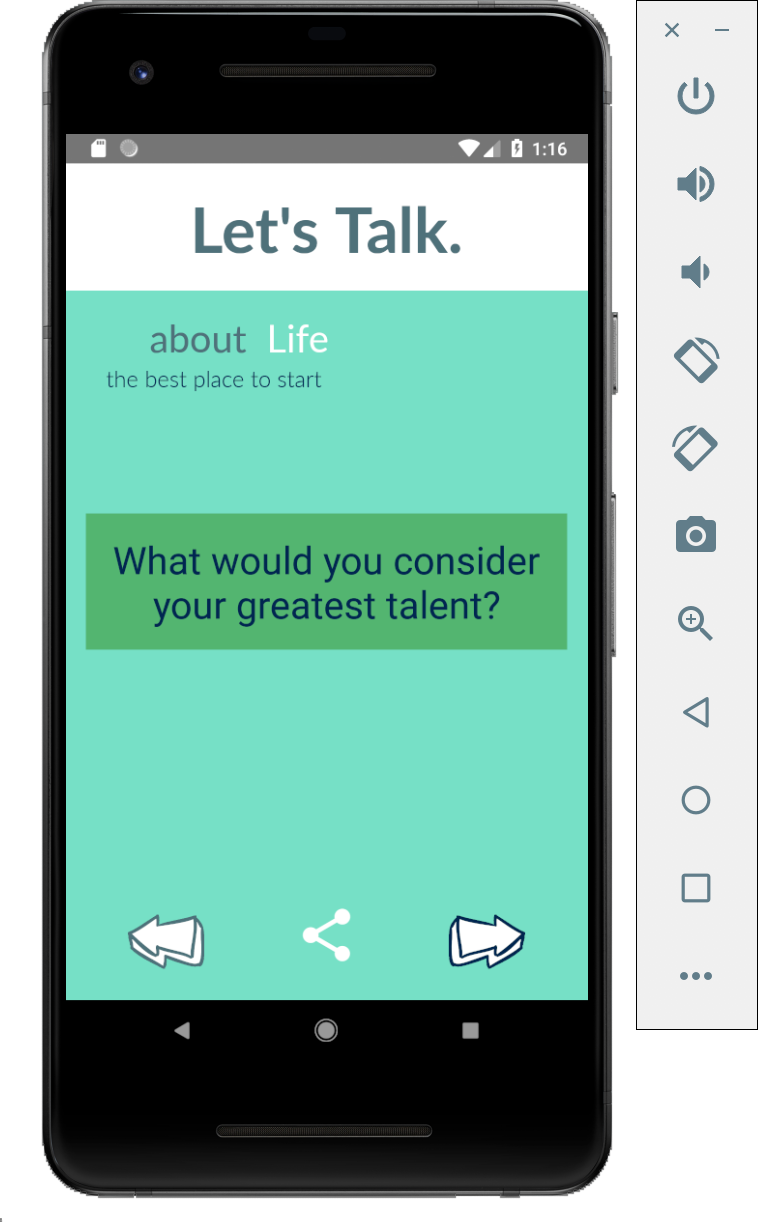 1:16
Let's Talk.
about Life
the best place to start
What would you consider
your greatest talent?